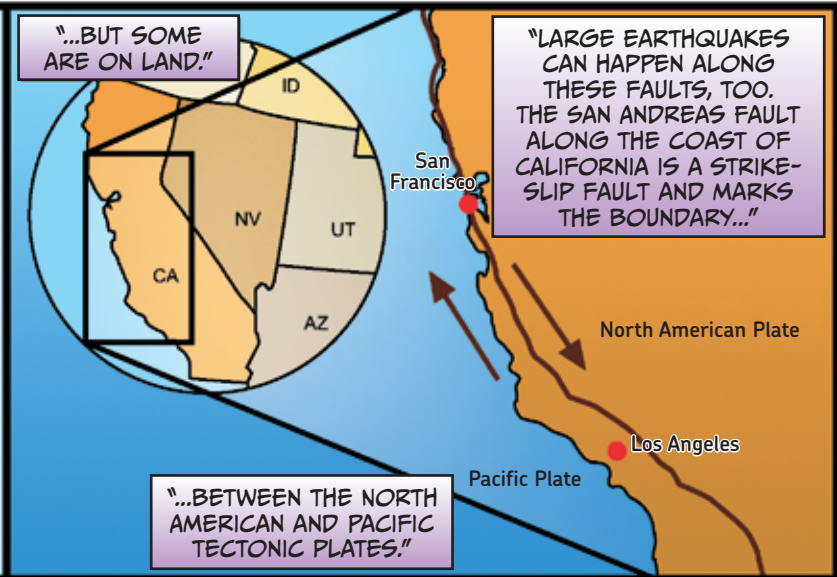 "...BUT SOME
ARE ON LAND."
"LARGE EARTHQUAKES
CAN HAPPEN ALONG
THESE FAULTS, TOO.
THE SAN ANDREAS FAULT
ALONG THE COAST OF
CALIFORNIA IS A STRIKE-
SLIP FAULT AND MARKS
THE BOUNDARY..."
ID
NV
UT
CA
AZ
San
Francisco
North American Plate
Los Angeles
Pacific Plate
"...BETWEEN THE NORTH
AMERICAN AND PACIFIC
TECTONIC PLATES."